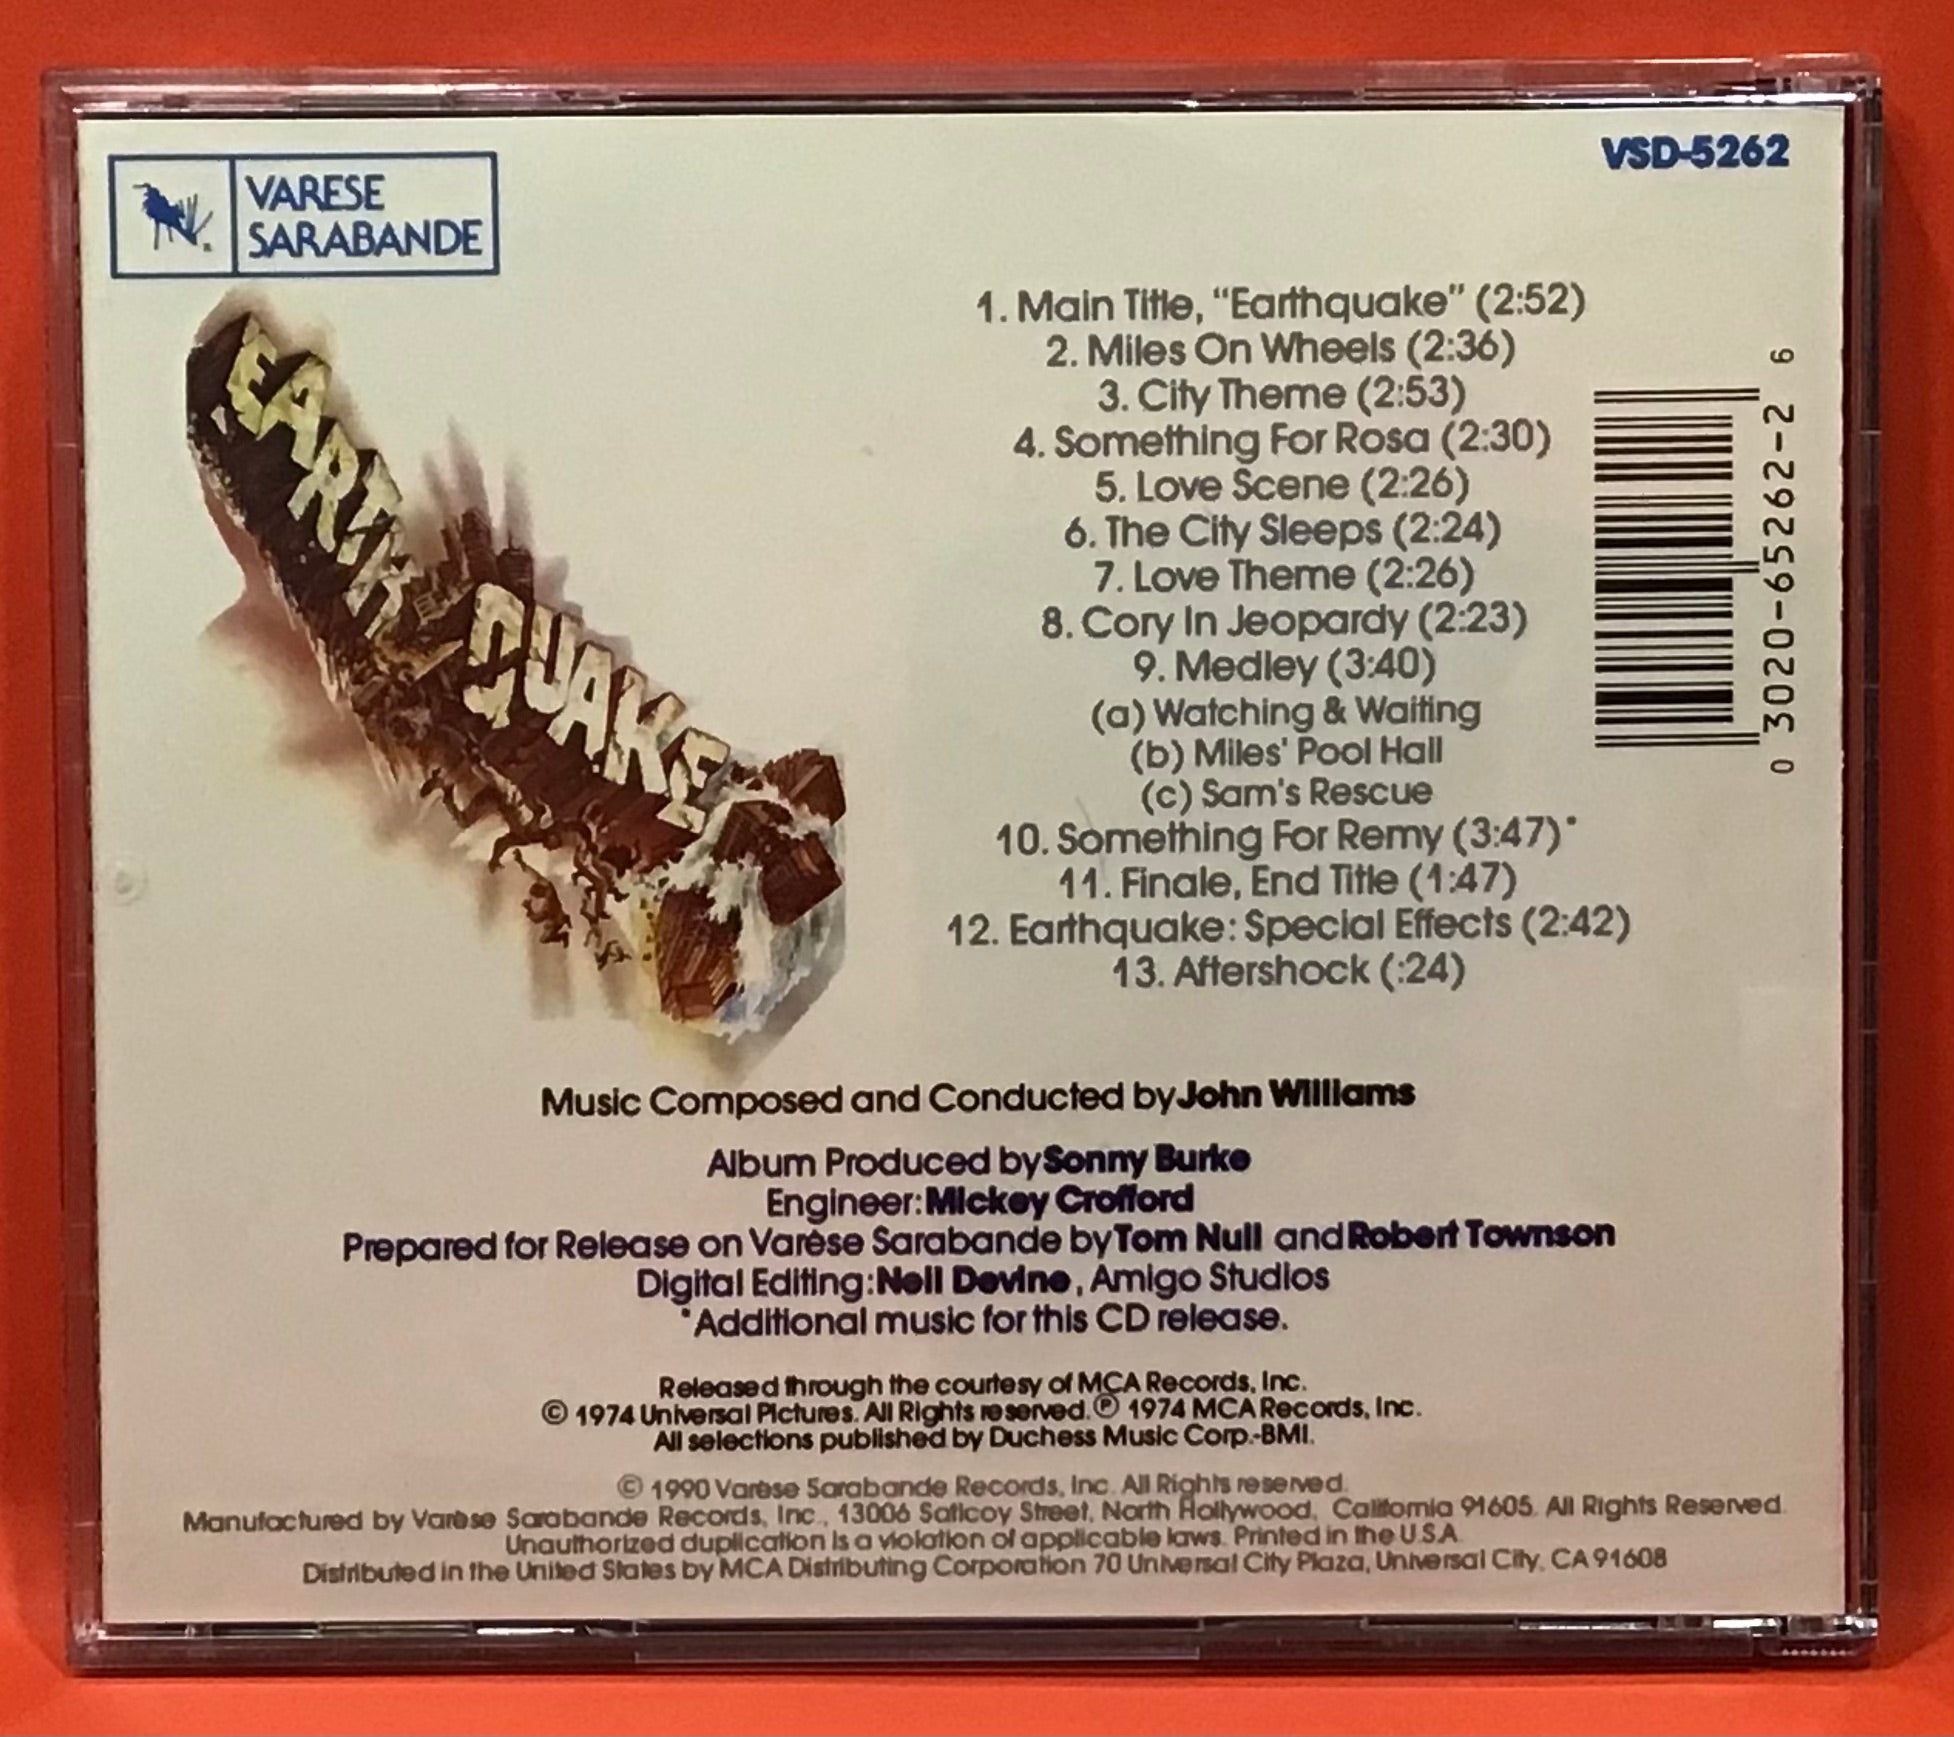 VARESE
SARABANDE
VSD-5262
EARTH
QUAKE
1. Main Title, “Earthquake” (2:52)
2. Miles On Wheels (2:36)
3. City Theme (2:53)
4. Something For Rosa (2:30)
5. Love Scene (2:26)
6. The City Sleeps (2:24)
7. Love Theme (2:26)
8. Cory In Jeopardy (2:23)
9. Medley (3:40)
(a) Watching & Waiting
(b) Miles' Pool Hall
(c) Sam's Rescue
10. Something For Remy (3:47)*
11. Finale, End Title (1:47)
12. Earthquake: Special Effects (2:42)
13. Aftershock (:24)
0 3020-65262-2 6
Music Composed and Conducted by John Williams
Album Produced by Sonny Burke
Engineer: Mickey Crofford
Prepared for Release on Varèse Sarabande by Tom Null and Robert Townson
Digital Editing: Neil Devine, Amigo Studios
*Additional music for this CD release.
Released through the courtesy of MCA Records, Inc.
© 1974 Universal Pictures. All Rights reserved. ℗ 1974 MCA Records, Inc.
All selections published by Duchess Music Corp.-BMI.
© 1990 Varèse Sarabande Records, Inc. All Rights reserved.
Manufactured by Varèse Sarabande Records, Inc., 13006 Saticoy Street, North Hollywood, California 91605. All Rights Reserved.
Unauthorized duplication is a violation of applicable laws. Printed in the U.S.A.
Distributed in the United States by MCA Distributing Corporation 70 Universal City Plaza, Universal City, CA 91608